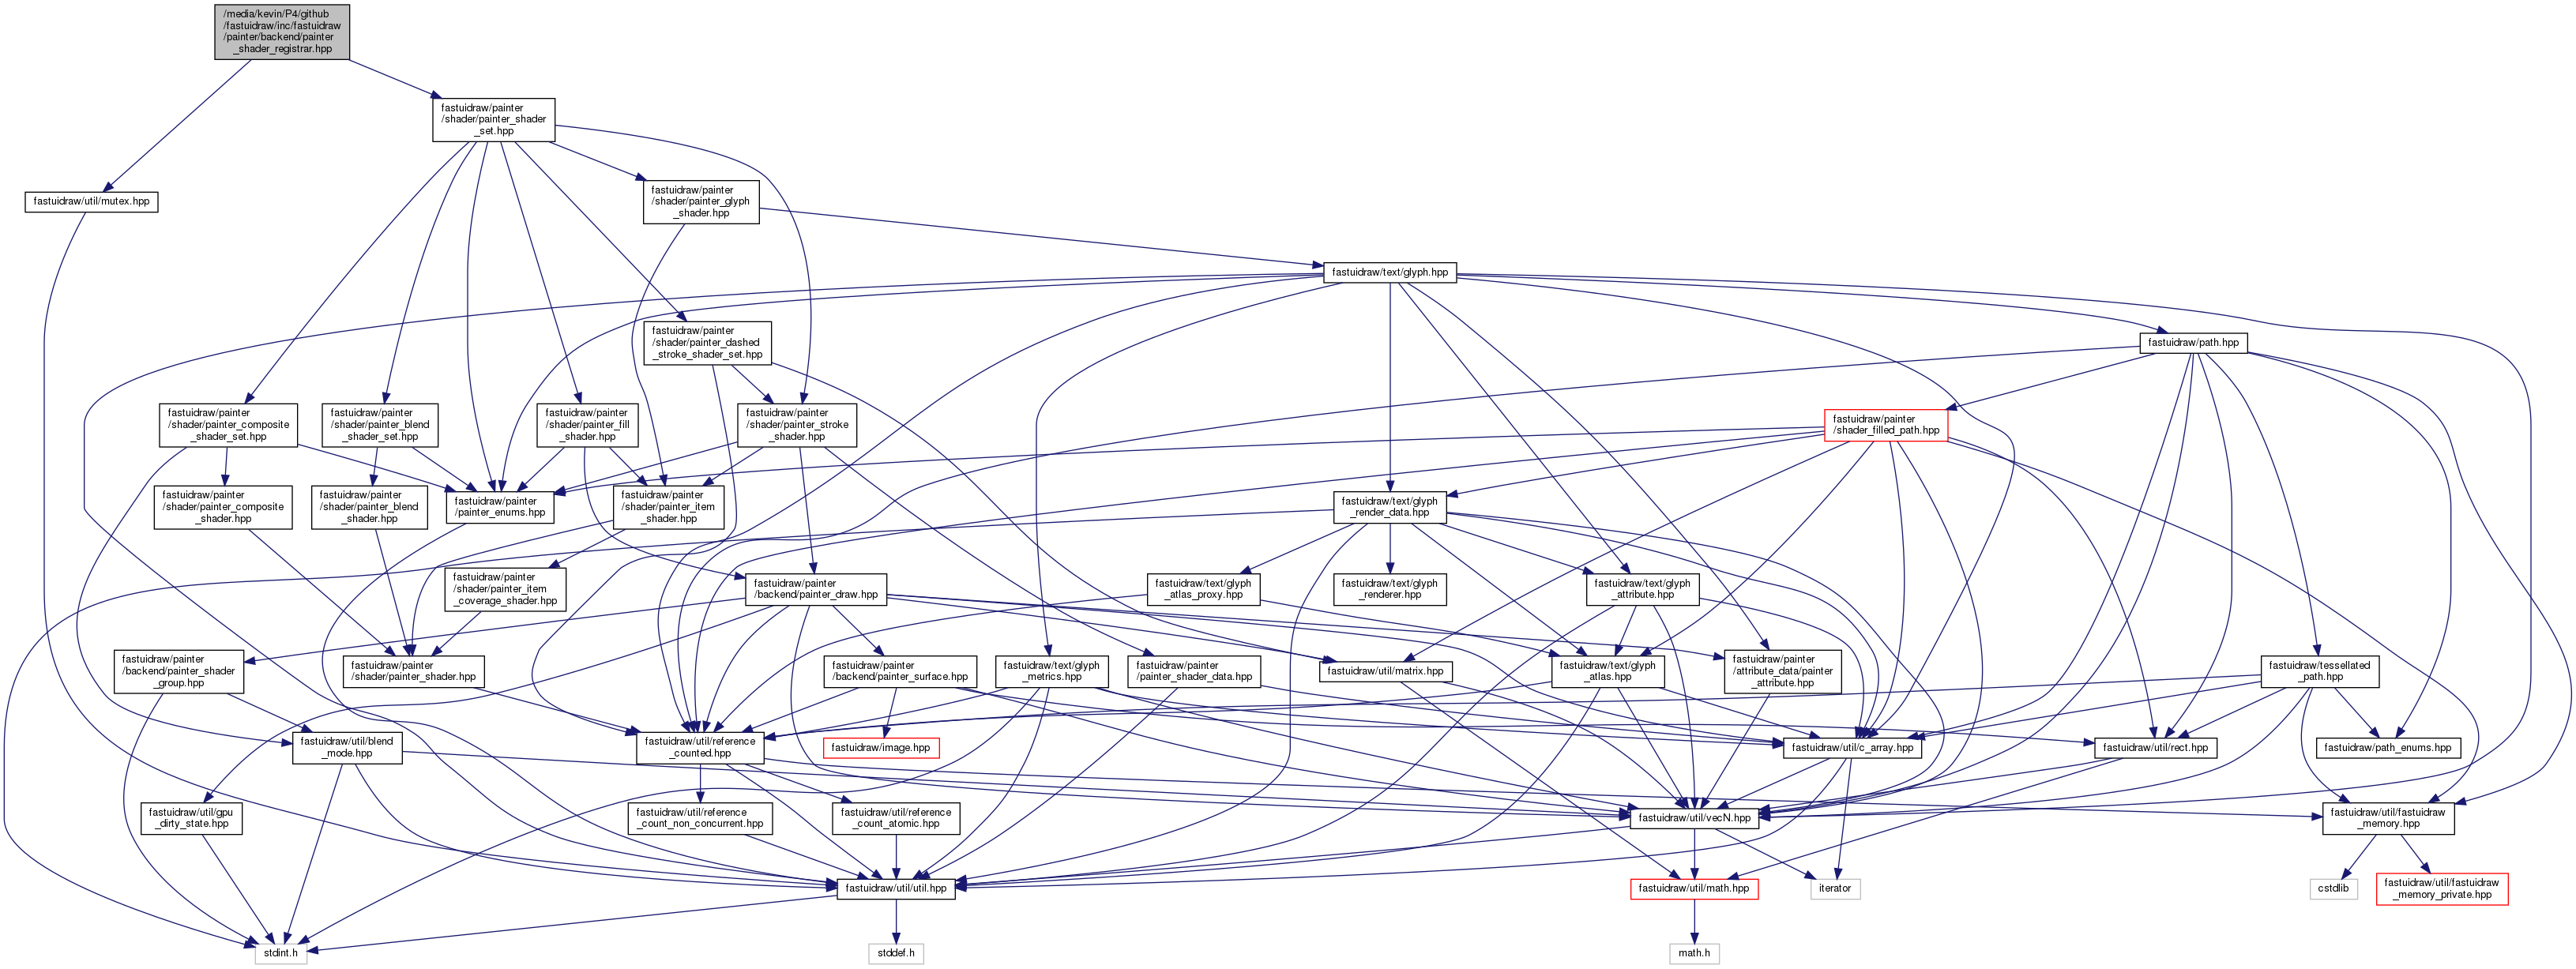 /media/kevin/P4/github
/fastuidraw/inc/fastuidraw
/painter/backend/painter
_shader_registrar.hpp
fastuidraw/painter
/shader/painter_shader
_set.hpp
fastuidraw/util/mutex.hpp
fastuidraw/painter
/shader/painter_glyph
_shader.hpp
fastuidraw/text/glyph.hpp
fastuidraw/painter
/shader/painter_dashed
_stroke_shader_set.hpp
fastuidraw/path.hpp
fastuidraw/painter
/shader/painter_composite
_shader_set.hpp
fastuidraw/painter
/shader/painter_blend
_shader_set.hpp
fastuidraw/painter
/shader/painter_fill
_shader.hpp
fastuidraw/painter
/shader/painter_stroke
_shader.hpp
fastuidraw/painter
/shader_filled_path.hpp
fastuidraw/painter
/shader/painter_composite
_shader.hpp
fastuidraw/painter
/shader/painter_blend
_shader.hpp
fastuidraw/painter
/painter_enums.hpp
fastuidraw/painter
/shader/painter_item
_shader.hpp
fastuidraw/text/glyph
_render_data.hpp
fastuidraw/painter
/shader/painter_item
_coverage_shader.hpp
fastuidraw/painter
/backend/painter_draw.hpp
fastuidraw/text/glyph
_atlas_proxy.hpp
fastuidraw/text/glyph
_renderer.hpp
fastuidraw/text/glyph
_attribute.hpp
fastuidraw/painter
/backend/painter_shader
_group.hpp
fastuidraw/painter
/shader/painter_shader.hpp
fastuidraw/painter
/backend/painter_surface.hpp
fastuidraw/text/glyph
_metrics.hpp
fastuidraw/painter
/painter_shader_data.hpp
fastuidraw/util/matrix.hpp
fastuidraw/text/glyph
_atlas.hpp
fastuidraw/painter
/attribute_data/painter
_attribute.hpp
fastuidraw/tessellated
_path.hpp
fastuidraw/util/blend
_mode.hpp
fastuidraw/util/reference
_counted.hpp
fastuidraw/image.hpp
fastuidraw/util/c_array.hpp
fastuidraw/util/rect.hpp
fastuidraw/path_enums.hpp
fastuidraw/util/gpu
_dirty_state.hpp
fastuidraw/util/reference
_count_non_concurrent.hpp
fastuidraw/util/reference
_count_atomic.hpp
fastuidraw/util/vecN.hpp
fastuidraw/util/fastuidraw
_memory.hpp
fastuidraw/util/util.hpp
fastuidraw/util/math.hpp
iterator
cstdlib
fastuidraw/util/fastuidraw
_memory_private.hpp
stdint.h
stddef.h
math.h